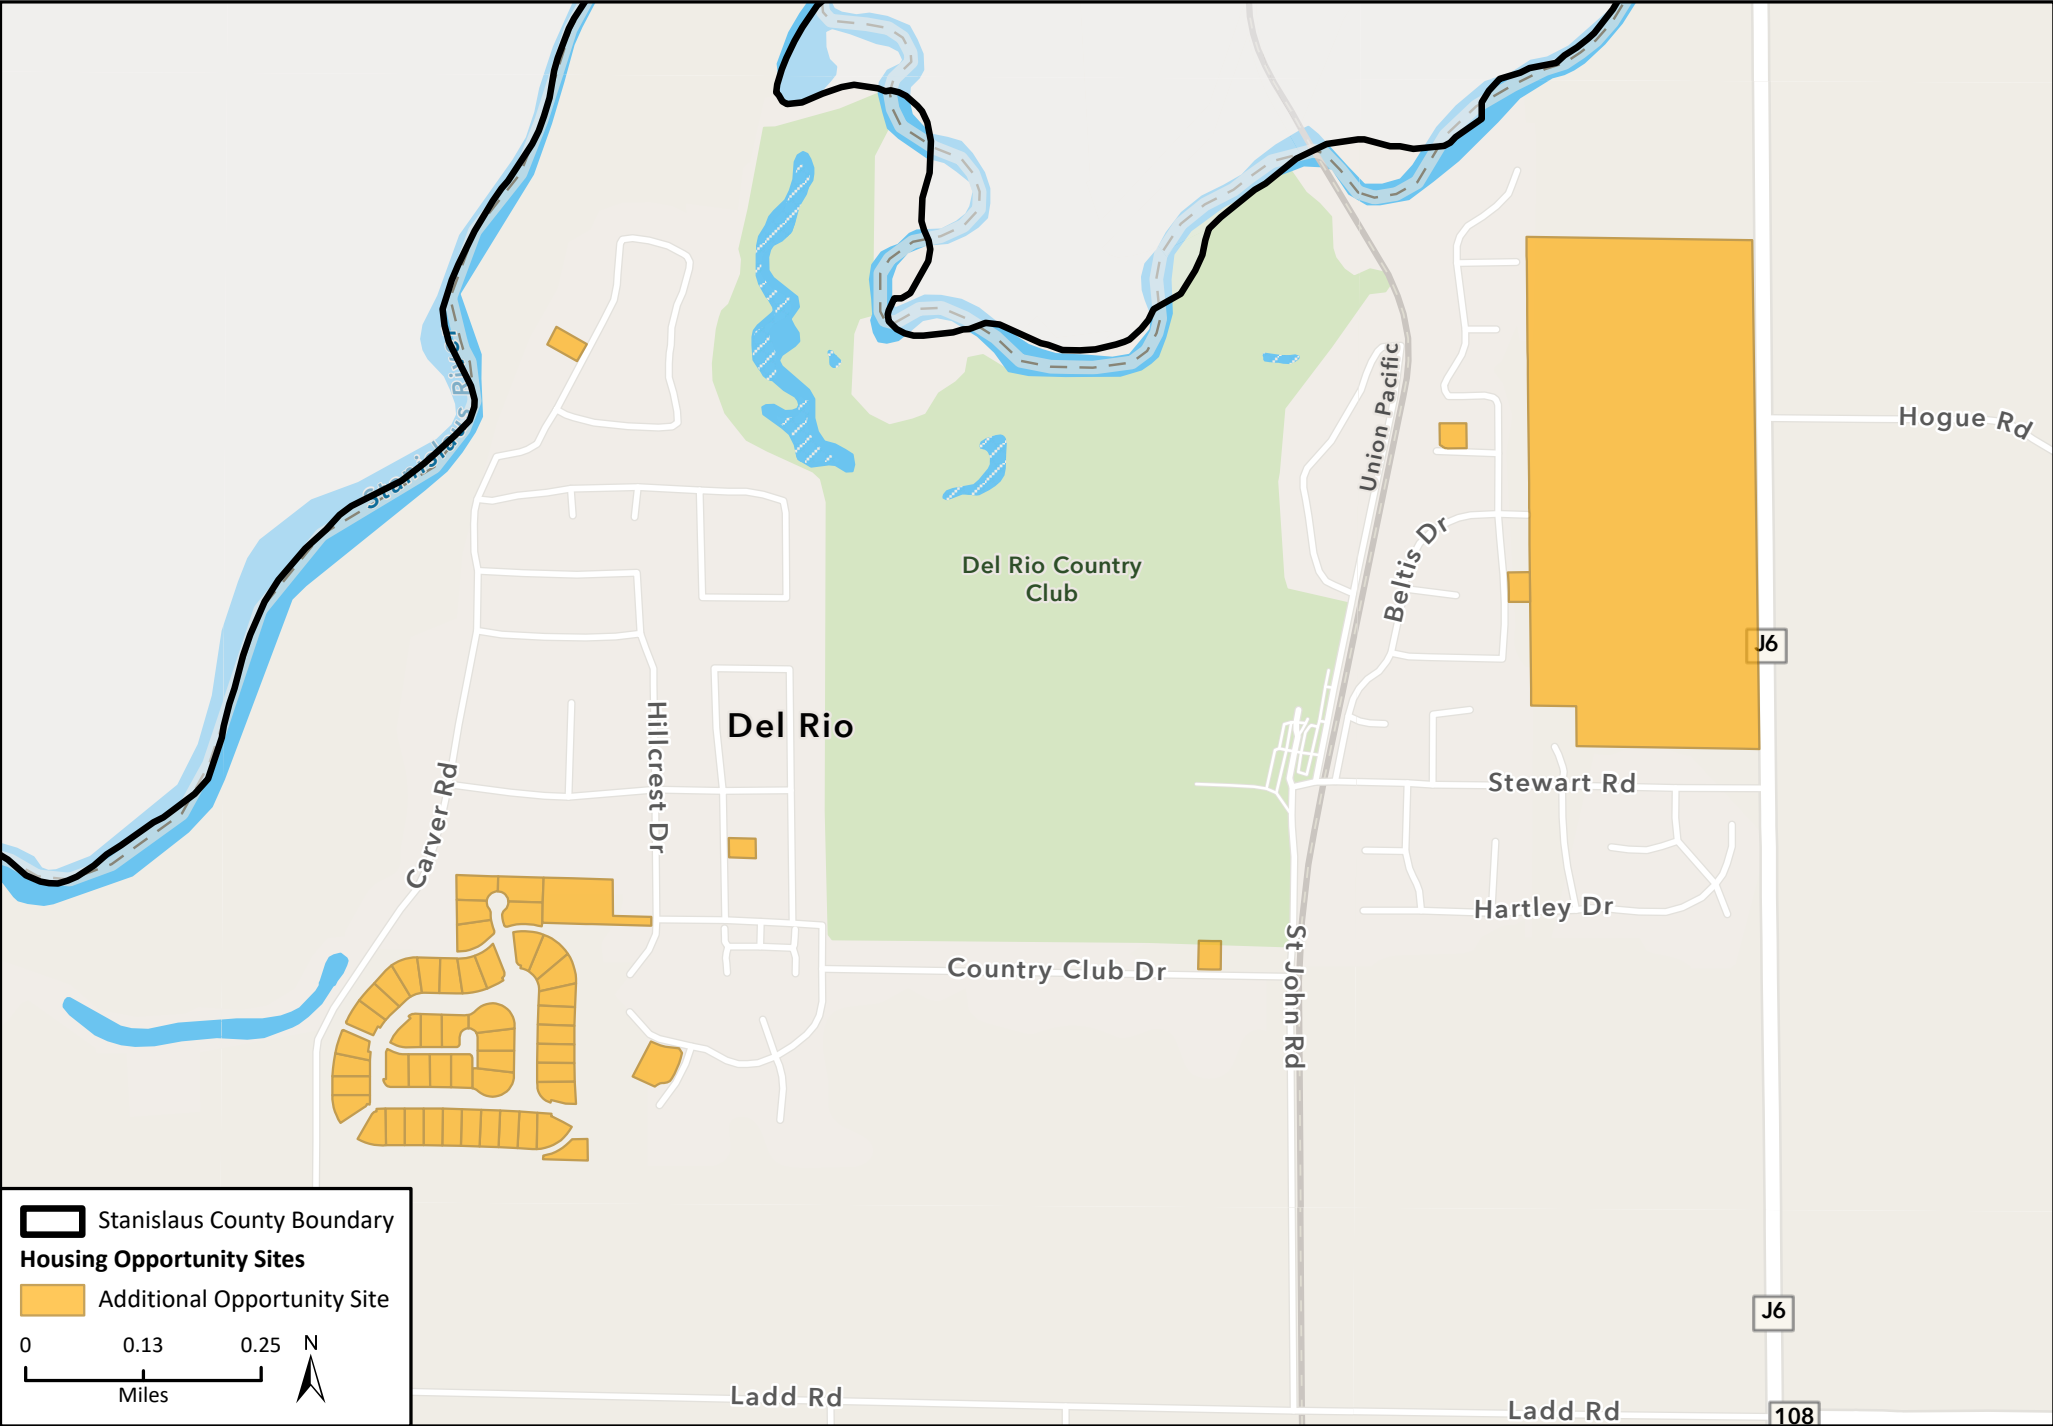 Stanislaus River
Hogue Rd
Union Pacific
Beltis Dr
Del Rio Country
Club
J6
Hillcrest Dr
Del Rio
Carver Rd
Stewart Rd
Hartley Dr
Country Club Dr
St John Rd
Stanislaus County Boundary
Housing Opportunity Sites
Additional Opportunity Site
0 0.13 0.25
Miles
N
J6
Ladd Rd
Ladd Rd
108